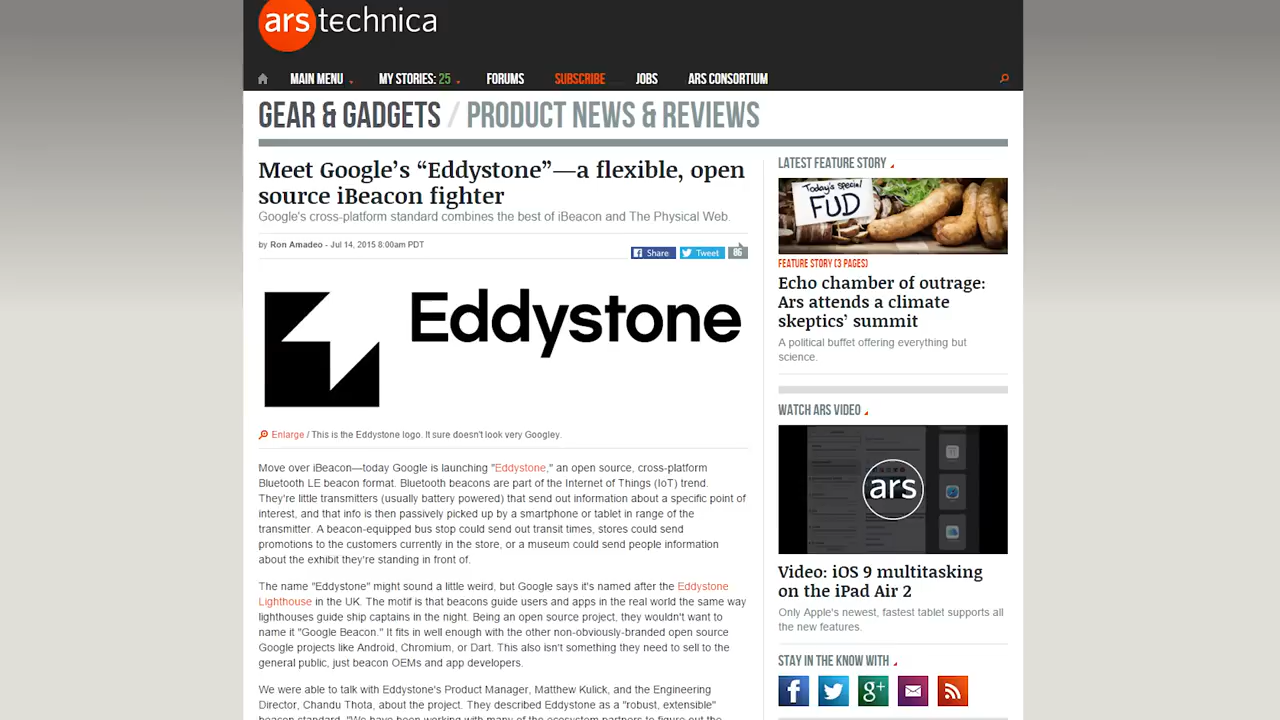 ars technica
MAIN MENU
MY STORIES: 25
FORUMS
SUBSCRIBE
JOBS
ARS CONSORTIUM
GEAR & GADGETS / PRODUCT NEWS & REVIEWS
Meet Google's “Eddystone”—a flexible, open
source iBeacon fighter
Google's cross-platform standard combines the best of iBeacon and The Physical Web.
by Ron Amadeo - Jul 14, 2015 8:00am PDT
Share
Tweet
86
Eddystone
Enlarge / This is the Eddystone logo. It sure doesn't look very Googley.
Move over iBeacon—today Google is launching "Eddystone," an open source, cross-platform
Bluetooth LE beacon format. Bluetooth beacons are part of the Internet of Things (IoT) trend.
They're little transmitters (usually battery powered) that send out information about a specific point of
interest, and that info is then passively picked up by a smartphone or tablet in range of the
transmitter. A beacon-equipped bus stop could send out transit times, stores could send
promotions to the customers currently in the store, or a museum could send people information
about the exhibit they're standing in front of.
The name "Eddystone" might sound a little weird, but Google says it's named after the Eddystone
Lighthouse in the UK. The motif is that beacons guide users and apps in the real world the same way
lighthouses guide ship captains in the night. Being an open source project, they wouldn't want to
name it "Google Beacon." It fits in well enough with the other non-obviously-branded open source
Google projects like Android, Chromium, or Dart. This also isn't something they need to sell to the
general public, just beacon OEMs and app developers.
We were able to talk with Eddystone's Product Manager, Matthew Kulick, and the Engineering
Director, Chandu Thota, about the project. They described Eddystone as a "robust, extensible"
beacon standard. "We have been working with many of the ecosystem partners to figure out the
LATEST FEATURE STORY
Today's special
FUD
FEATURE STORY (3 PAGES)
Echo chamber of outrage:
Ars attends a climate
skeptics' summit
A political buffet offering everything but
science.
WATCH ARS VIDEO
ars
Video: iOS 9 multitasking
on the iPad Air 2
Only Apple's newest, fastest tablet supports all
the new features.
STAY IN THE KNOW WITH
f
g+